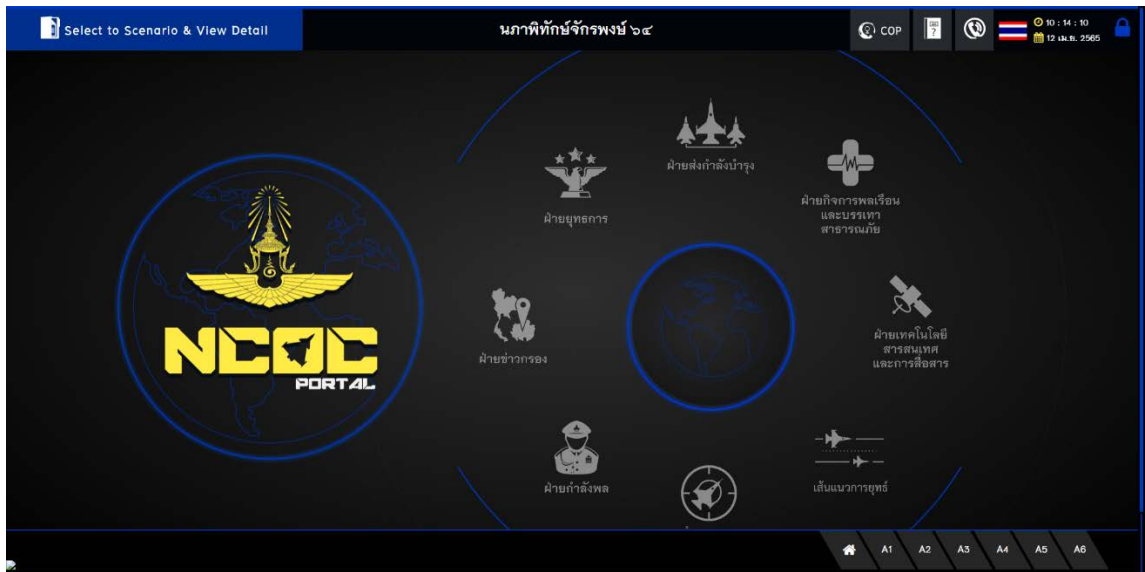 Select to Scenario & View Detail
นภาพิทักษ์จักรพงษ์ ๖๔
COP
?
10 : 14 : 10
12 เม.ย. 2565
ฝ่ายส่งกำลังบำรุง
ฝ่ายยุทธการ
ฝ่ายกิจการพลเรือน
และบรรเทา
สาธารณภัย
NCOC
PORTAL
ฝ่ายข่าวกรอง
ฝ่ายเทคโนโลยี
สารสนเทศ
และการสื่อสาร
ฝ่ายกำลังพล
เส้นแนวการยุทธ์
A1
A2
A3
A4
A5
A6